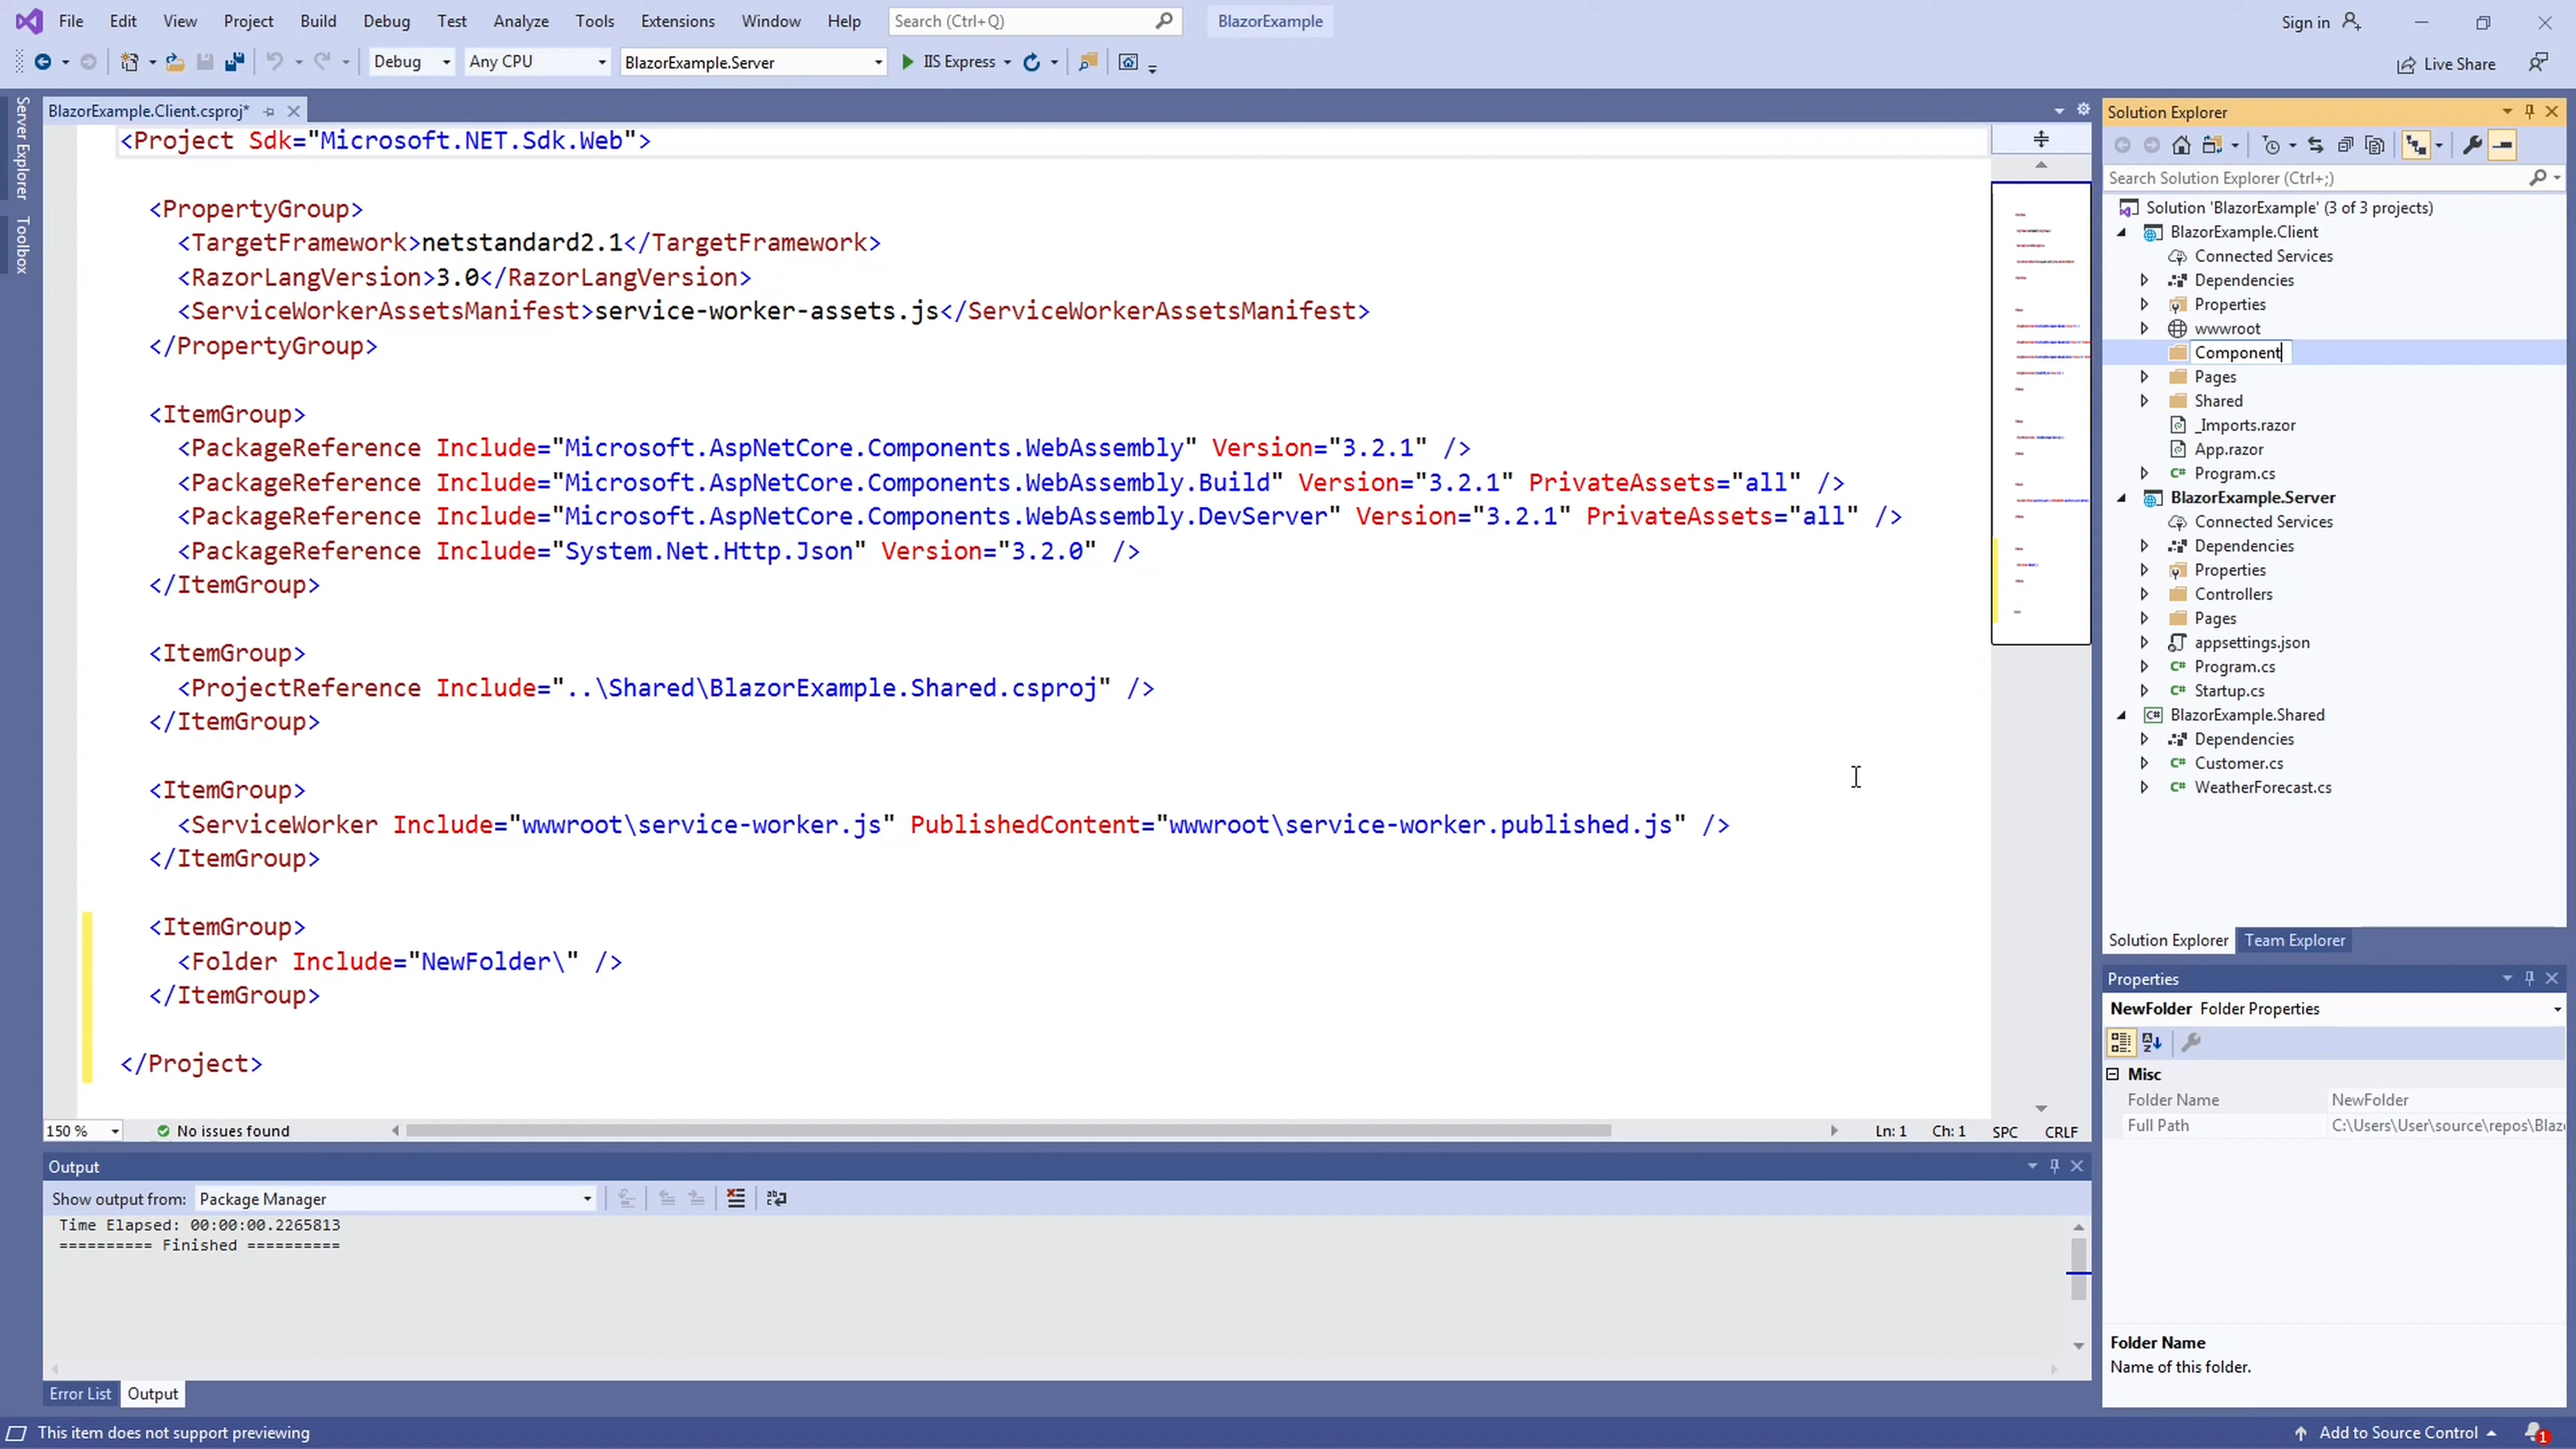 File Edit View Project Build Debug Test Analyze Tools Extensions Window Help Search (Ctrl+Q) BlazorExample Sign in
Debug Any CPU BlazorExample.Server IIS Express Live Share
Server Explorer
Toolbox
BlazorExample.Client.csproj*
<Project Sdk="Microsoft.NET.Sdk.Web">
<PropertyGroup>
<TargetFramework>netstandard2.1</TargetFramework>
<RazorLangVersion>3.0</RazorLangVersion>
<ServiceWorkerAssetsManifest>service-worker-assets.js</ServiceWorkerAssetsManifest>
</PropertyGroup>
<ItemGroup>
<PackageReference Include="Microsoft.AspNetCore.Components.WebAssembly" Version="3.2.1" />
<PackageReference Include="Microsoft.AspNetCore.Components.WebAssembly.Build" Version="3.2.1" PrivateAssets="all" />
<PackageReference Include="Microsoft.AspNetCore.Components.WebAssembly.DevServer" Version="3.2.1" PrivateAssets="all" />
<PackageReference Include="System.Net.Http.Json" Version="3.2.0" />
</ItemGroup>
<ItemGroup>
<ProjectReference Include="..\Shared\BlazorExample.Shared.csproj" />
</ItemGroup>
<ItemGroup>
<ServiceWorker Include="wwwroot\service-worker.js" PublishedContent="wwwroot\service-worker.published.js" />
</ItemGroup>
<ItemGroup>
<Folder Include="NewFolder\" />
</ItemGroup>
</Project>
150 % No issues found Ln: 1 Ch: 1 SPC CRLF
Output
Show output from: Package Manager
Time Elapsed: 00:00:00.2265813
========== Finished ==========
Error List Output
Solution Explorer
Search Solution Explorer (Ctrl+;)
Solution 'BlazorExample' (3 of 3 projects)
BlazorExample.Client
Connected Services
Dependencies
Properties
wwwroot
Component
Pages
Shared
_Imports.razor
App.razor
C# Program.cs
BlazorExample.Server
Connected Services
Dependencies
Properties
Controllers
Pages
appsettings.json
C# Program.cs
C# Startup.cs
C# BlazorExample.Shared
Dependencies
C# Customer.cs
C# WeatherForecast.cs
Solution Explorer Team Explorer
Properties
NewFolder Folder Properties
Misc
Folder Name NewFolder
Full Path C:\Users\User\source\repos\Blaz
Folder Name
Name of this folder.
This item does not support previewing Add to Source Control 1